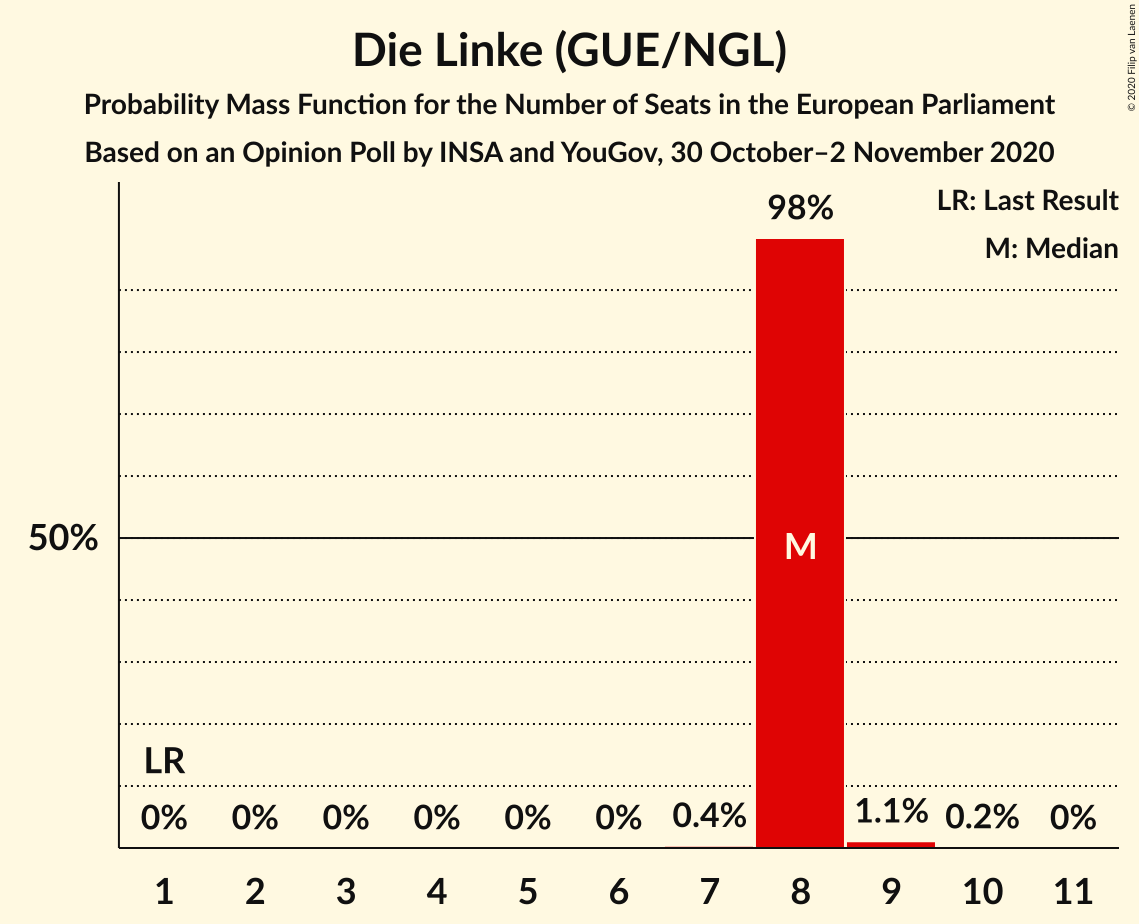 Die Linke (GUE/NGL)
Probability Mass Function for the Number of Seats in the European Parliament
Based on an Opinion Poll by INSA and YouGov, 30 October–2 November 2020
© 2020 Filip van Laenen
LR: Last Result
M: Median
98%
50%
M
LR
0% 0% 0% 0% 0% 0% 0.4% 1.1% 0.2% 0%
1 2 3 4 5 6 7 8 9 10 11